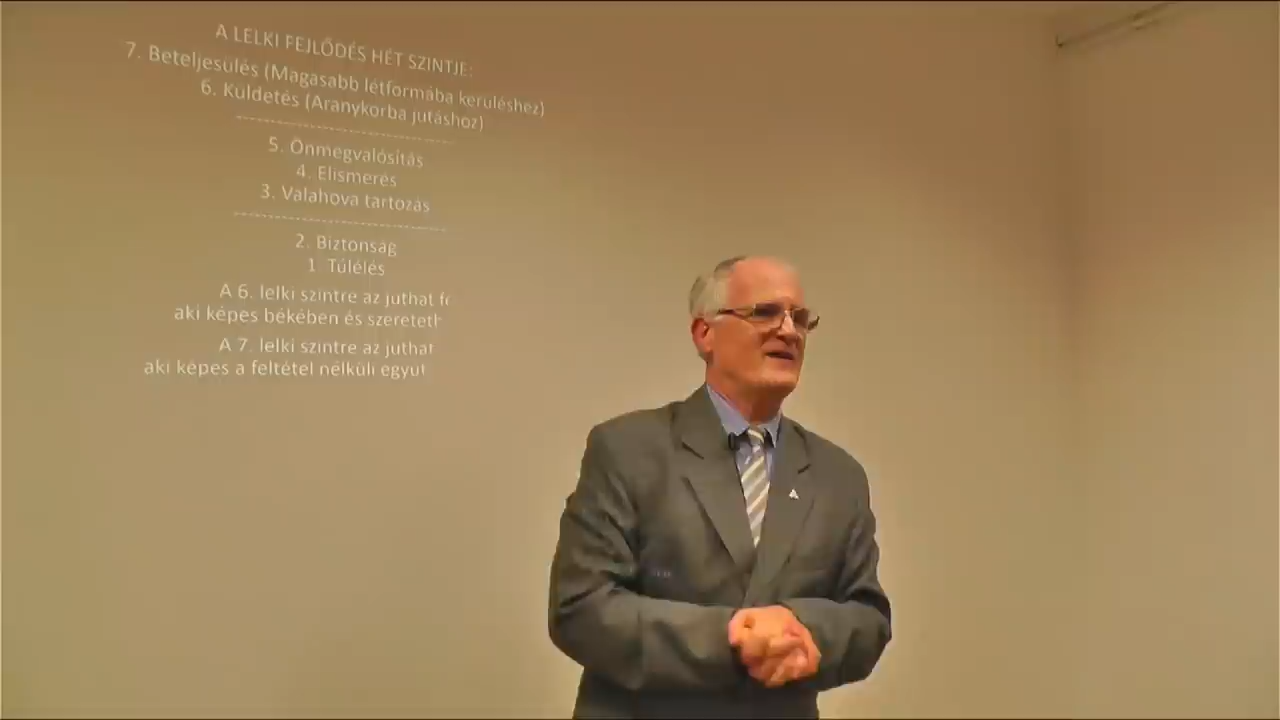 A LELKI FEJLŐDÉS HÉT SZINTJE:
7. Beteljesülés (Magasabb létformába kerüléshez)
6. Küldetés (Aranykorba jutáshoz)
--------------------------------
5. Önmegvalósítás
4. Elismerés
3. Valahova tartozás
--------------------------------
2. Biztonság
1 Túlélés
A 6. lelki szintre az juthat
aki képes békében és
A 7. lelki szintre az juthat
aki képes a feltétel nélküli